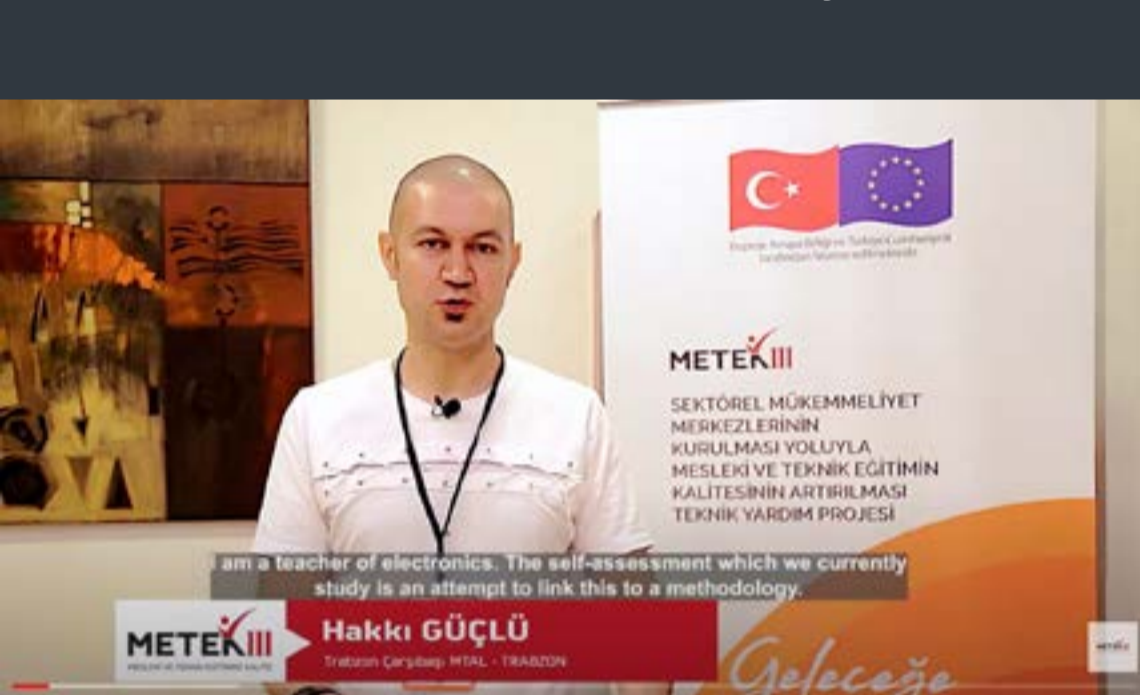 METEK III
SEKTÖREL MÜKEMMELİYET
MERKEZLERİNİN
KURULMASI YOLUYLA
MESLEKİ VE TEKNİK EĞİTİMİN
KALİTESİNİN ARTIRILMASI
TEKNİK YARDIM PROJESİ
am a teacher of electronics. The self-assessment which we currently
study is an attempt to link this to a methodology.
METEK III
Hakkı GÜÇLÜ
Trabzon Çarşıbaşı MTAL - TRABZON
Geleceğe